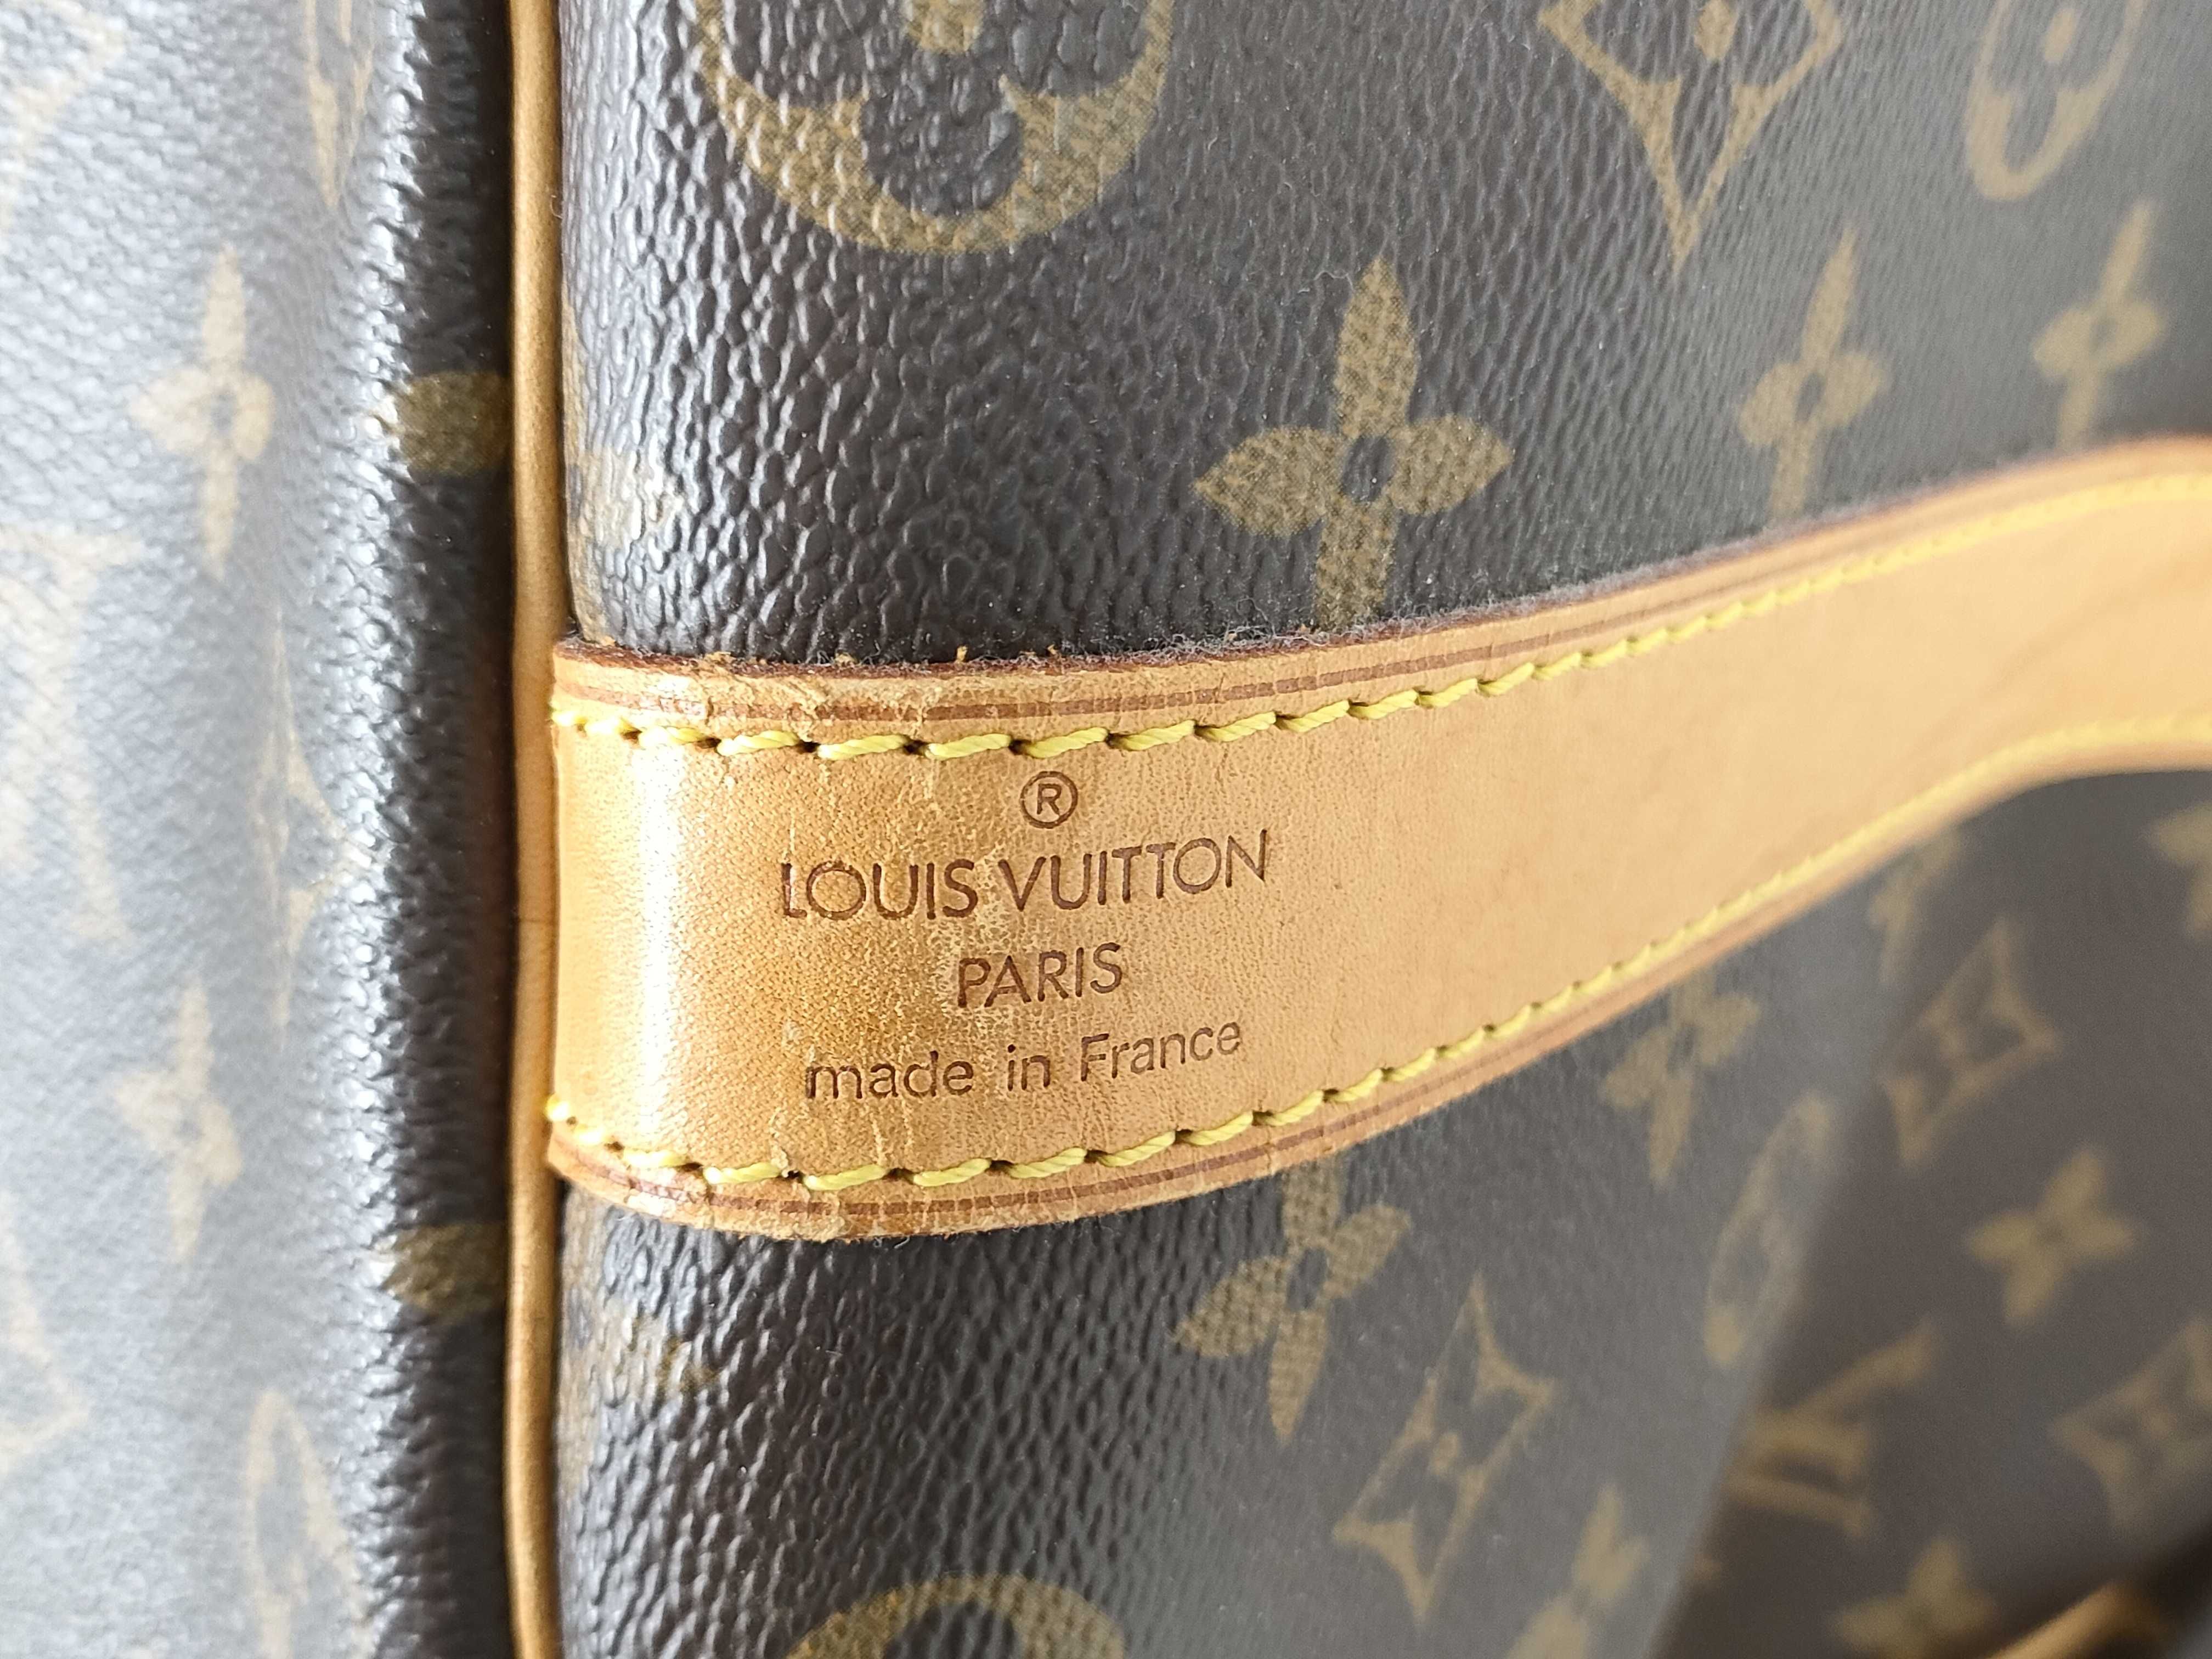 ®
LOUIS VUITTON
PARIS
made in France